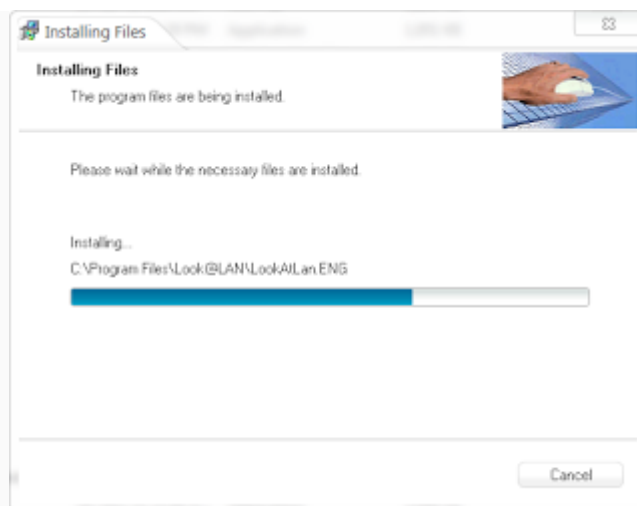 Installing Files
Installing Files
The program files are being installed.
Please wait while the necessary files are installed.
Installing...
C:\Program Files\Look@LAN\LookAtLan.ENG
Cancel